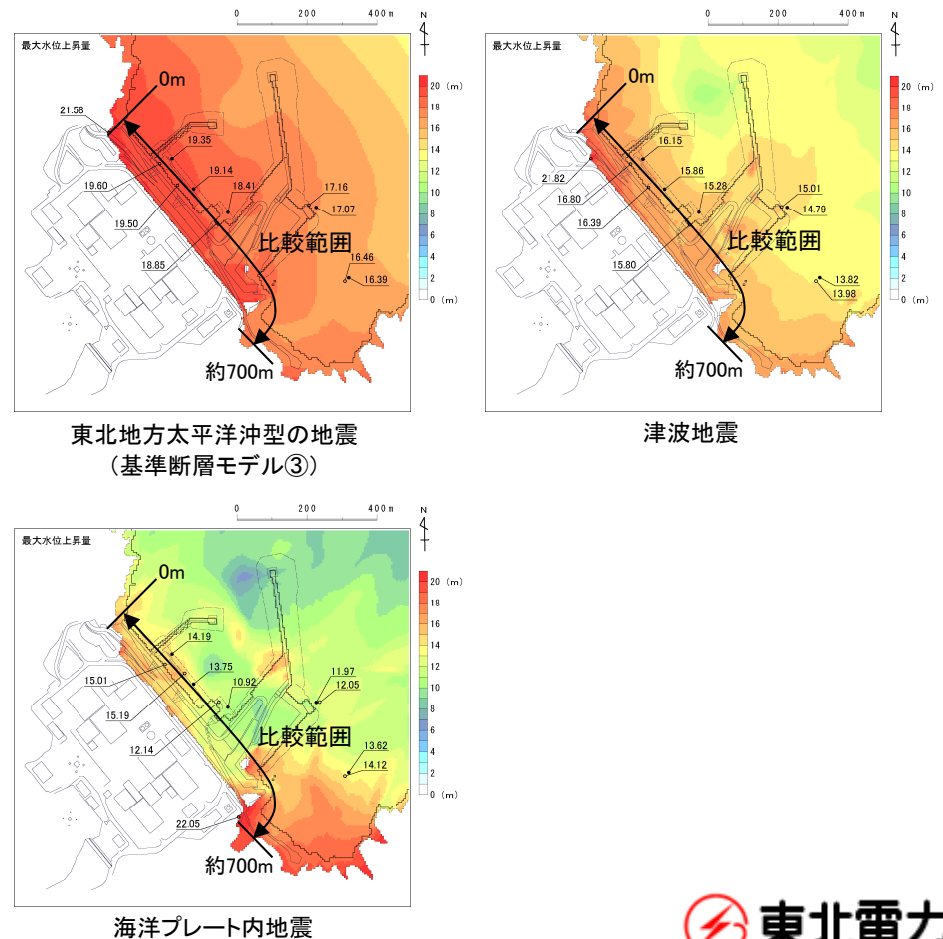 0 200 400 m
N
最大水位上昇量
0m
21.58
19.35
19.60
19.14
18.41
17.16
17.07
19.50
比較範囲
18.85
16.46
16.39
約700m
20 (m)
18
16
14
12
10
8
6
4
2
0 (m)
東北地方太平洋沖型の地震
(基準断層モデル③)
0 200 400 m
N
最大水位上昇量
0m
16.15
21.82
15.86
16.80
15.28
15.01
14.79
16.39
比較範囲
15.80
13.82
13.98
約700m
20 (m)
18
16
14
12
10
8
6
4
2
0 (m)
津波地震
0 200 400 m
N
最大水位上昇量
0m
14.19
15.01
13.75
10.92
11.97
12.05
15.19
比較範囲
12.14
13.62
14.12
22.05
約700m
20 (m)
18
16
14
12
10
8
6
4
2
0 (m)
海洋プレート内地震
東北電力